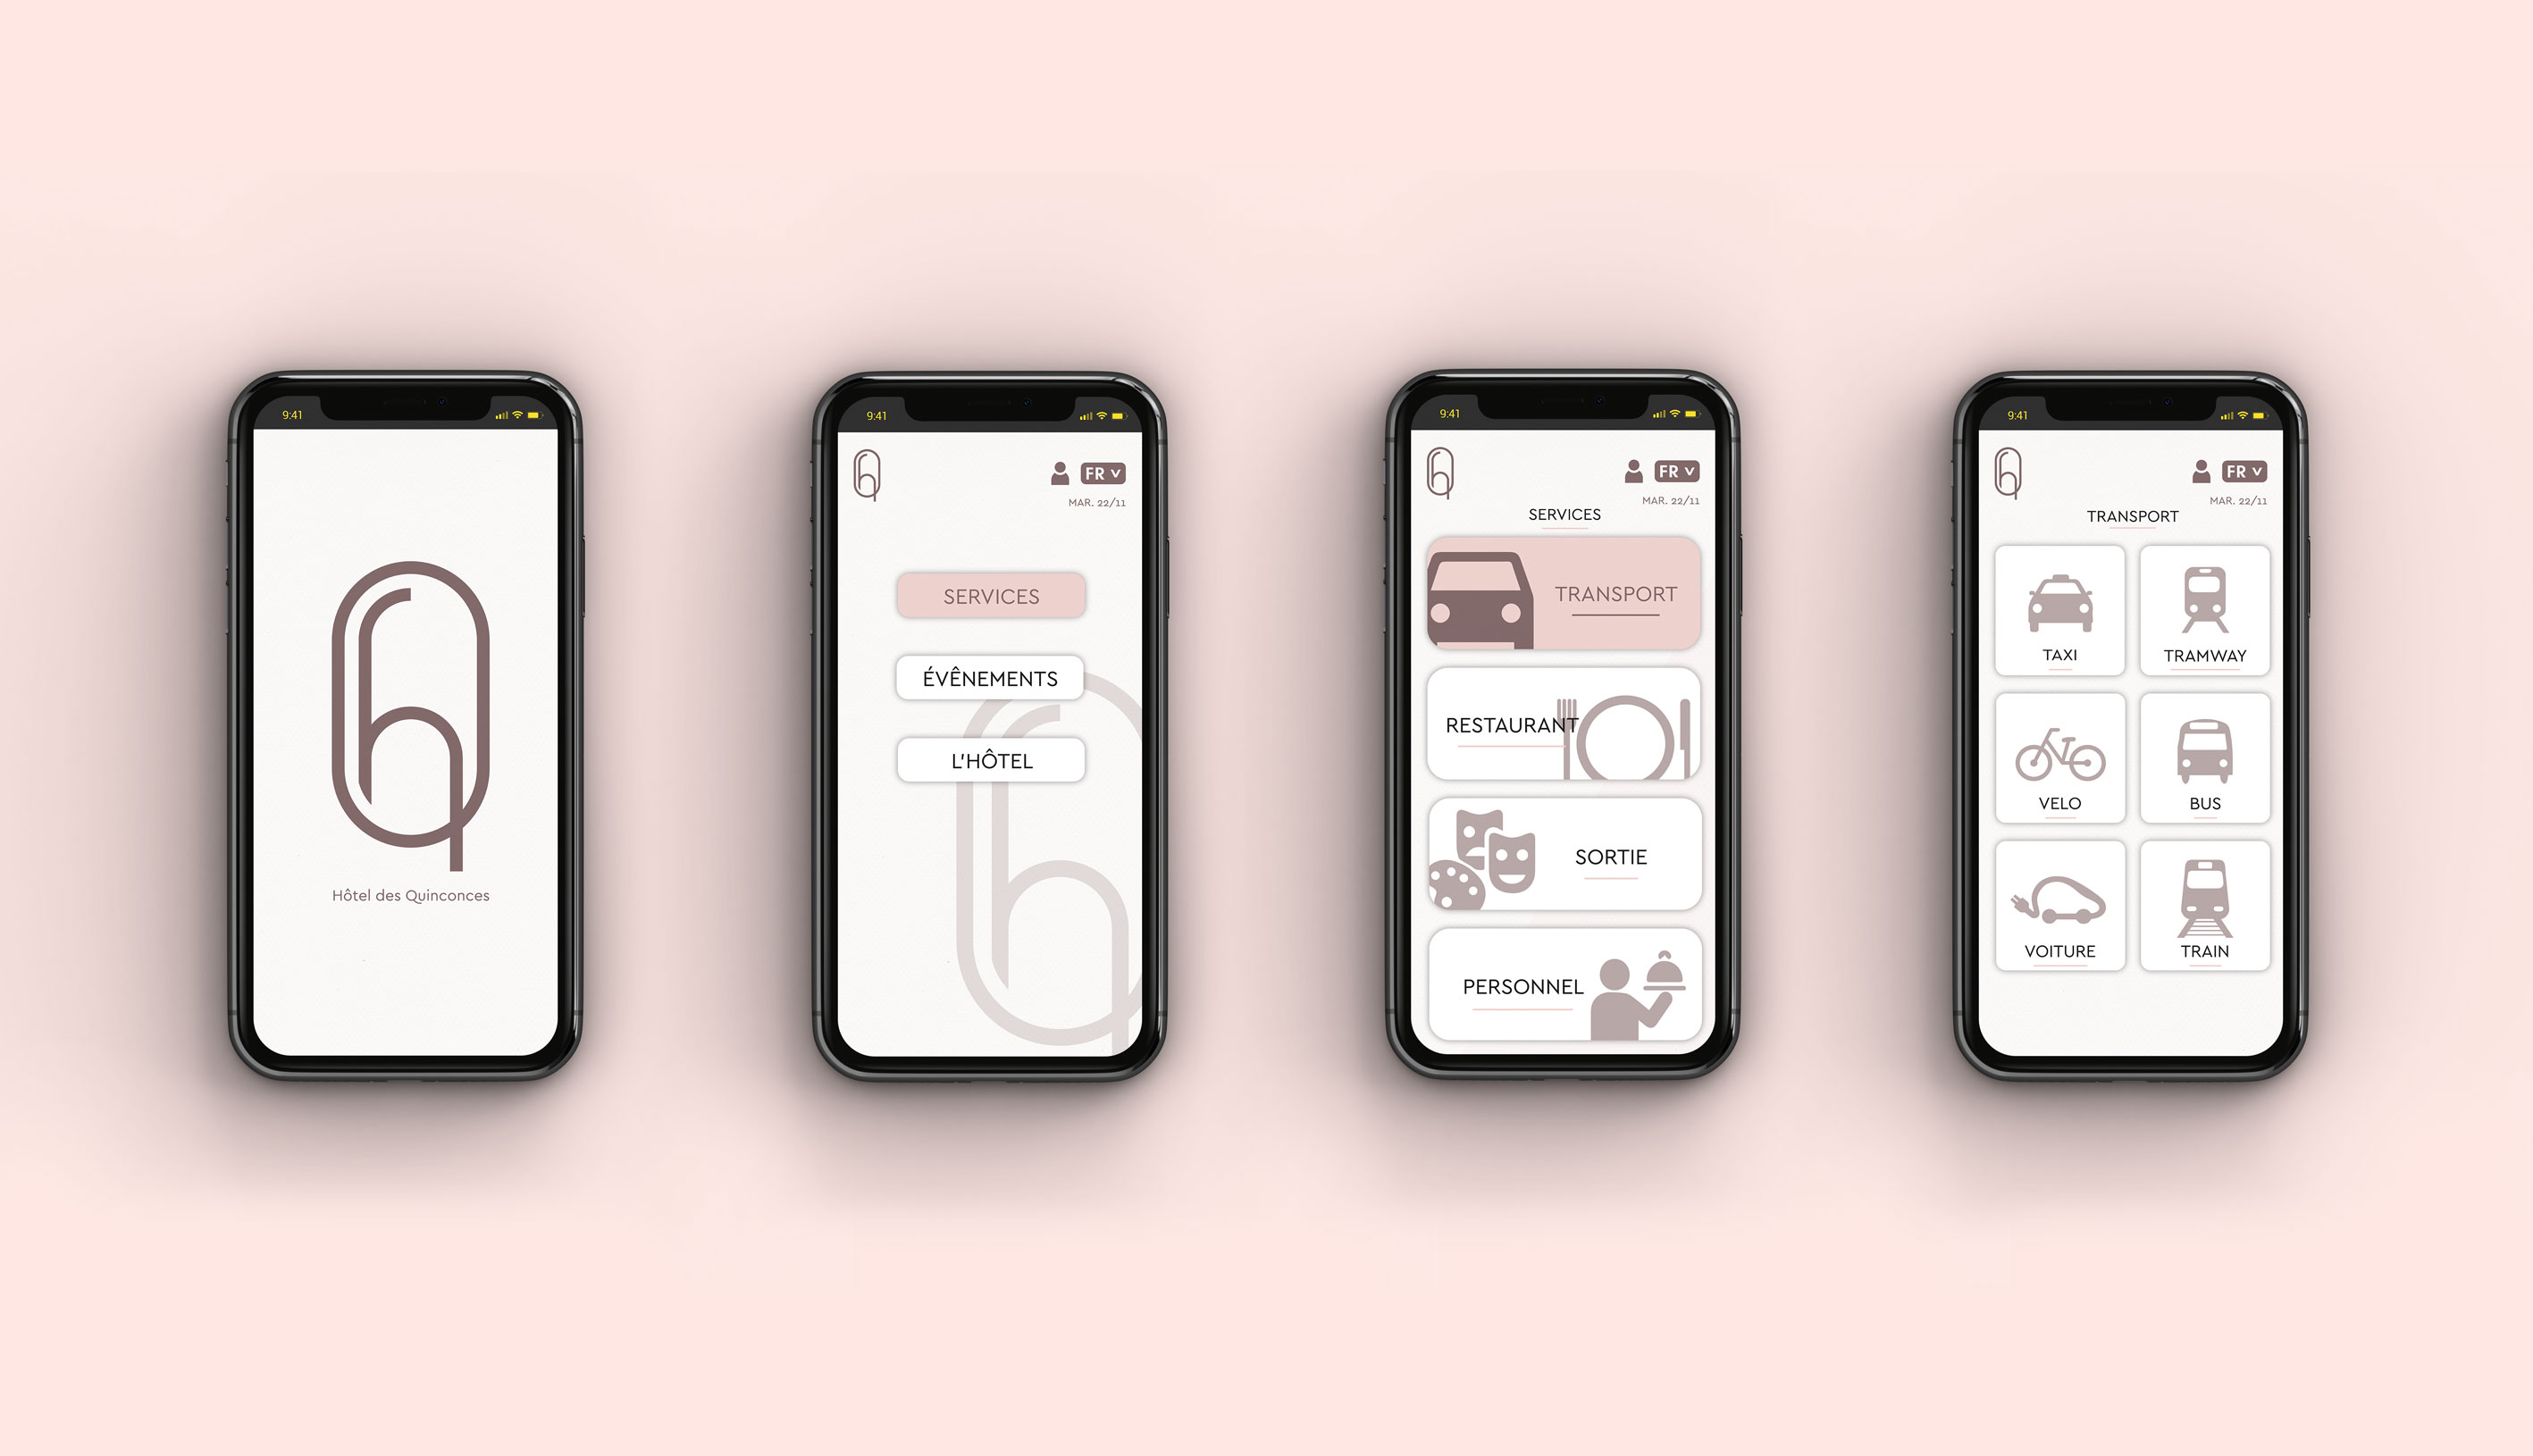 9:41
Hôtel des Quinconces
9:41
FR
MAR. 22/11
SERVICES
ÉVÊNEMENTS
L'HÔTEL
9:41
FR
MAR. 22/11
SERVICES
TRANSPORT
RESTAURANT
SORTIE
PERSONNEL
9:41
FR
MAR. 22/11
TRANSPORT
TAXI
TRAMWAY
VELO
BUS
VOITURE
TRAIN